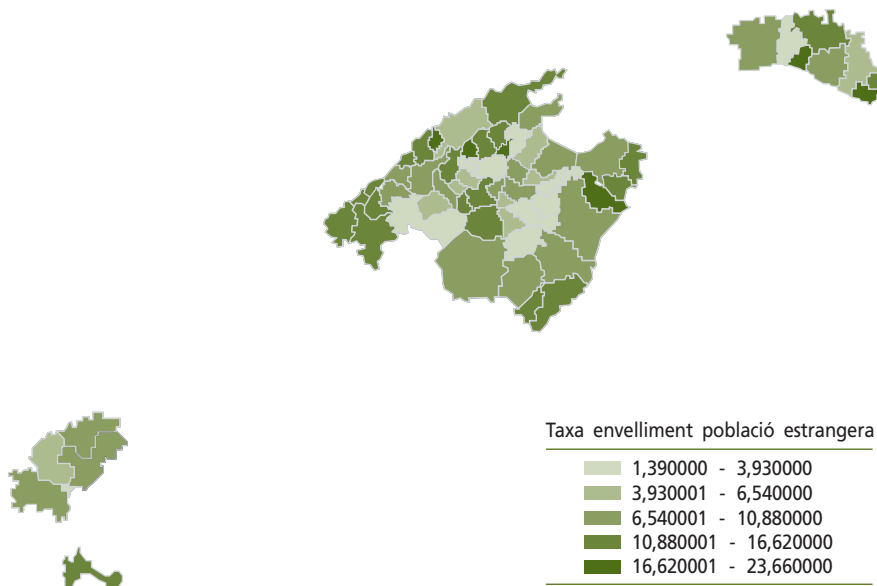 Taxa envelliment població estrangera
1,390000 - 3,930000
3,930001 - 6,540000
6,540001 - 10,880000
10,880001 - 16,620000
16,620001 - 23,660000